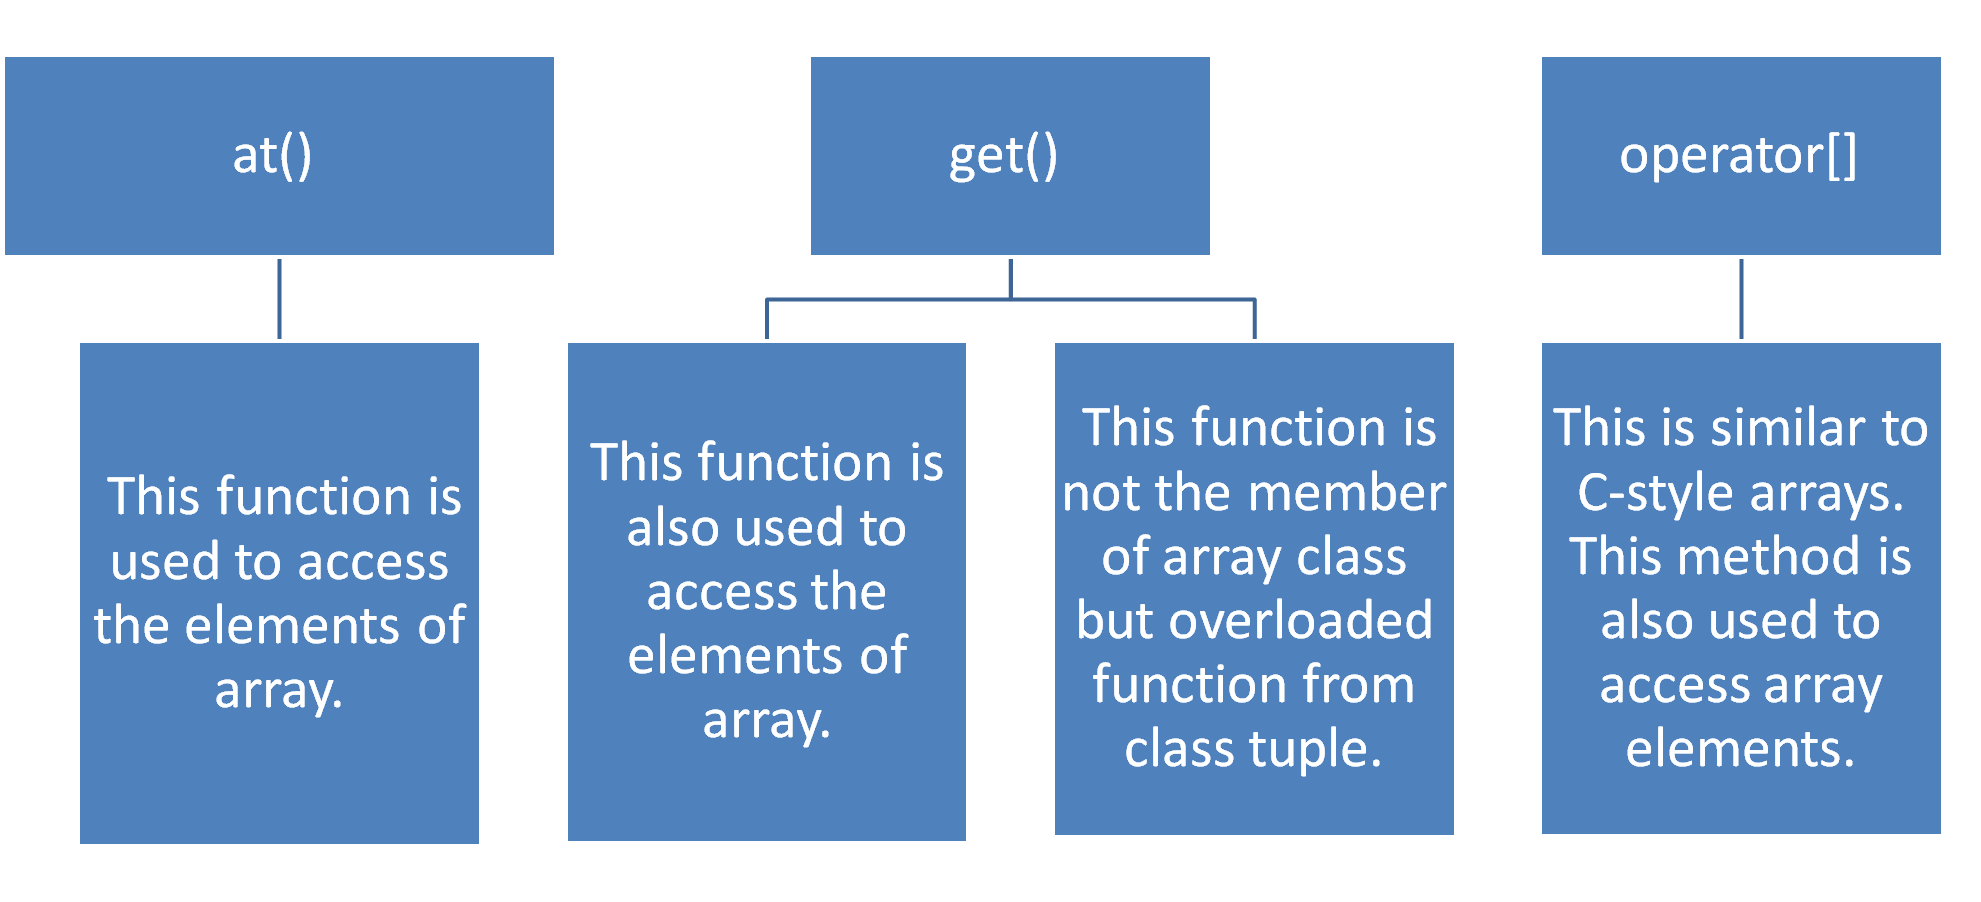 at()
get()
operator[]
This function is
used to access
the elements of
array.
This function is
also used to
access the
elements of
array.
This function is
not the member
of array class
but overloaded
function from
class tuple.
This is similar to
C-style arrays.
This method is
also used to
access array
elements.